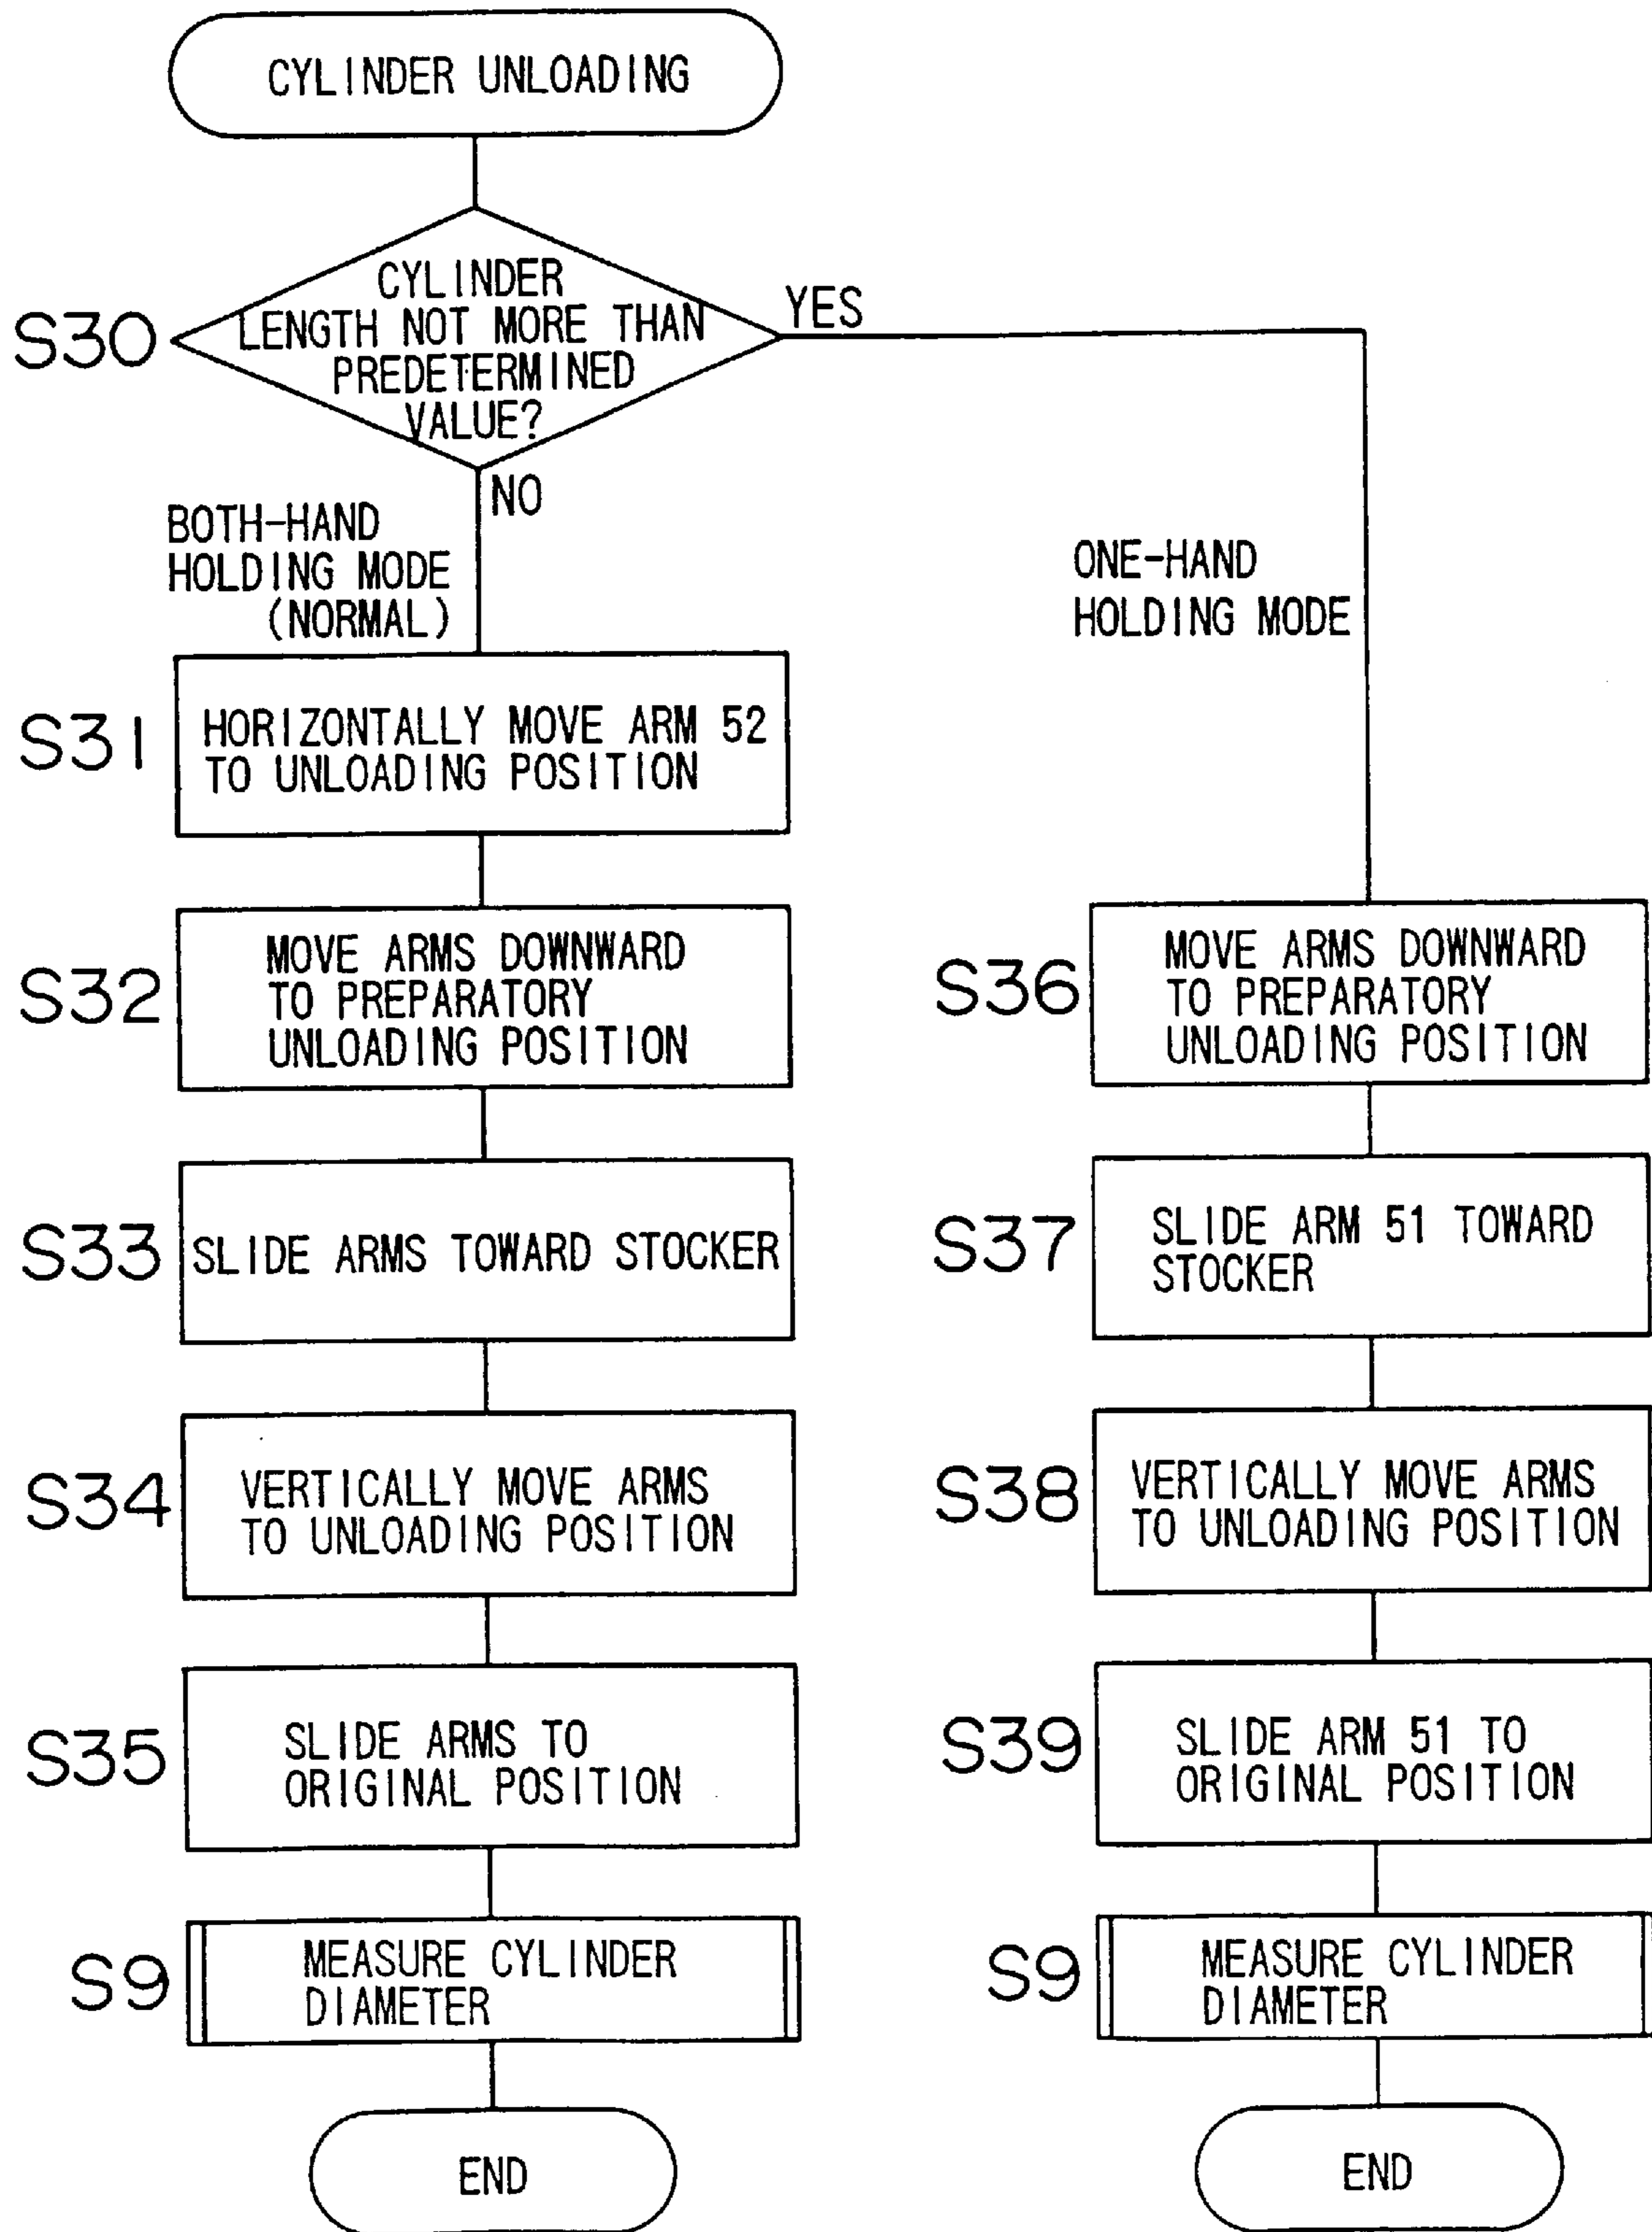 CYLINDER UNLOADING
S30
CYLINDER
LENGTH NOT MORE THAN
PREDETERMINED
VALUE?
YES
NO
BOTH-HAND
HOLDING MODE
(NORMAL)
ONE-HAND
HOLDING MODE
S31
HORIZONTALLY MOVE ARM 52
TO UNLOADING POSITION
S32
MOVE ARMS DOWNWARD
TO PREPARATORY
UNLOADING POSITION
S33
SLIDE ARMS TOWARD STOCKER
S34
VERTICALLY MOVE ARMS
TO UNLOADING POSITION
S35
SLIDE ARMS TO
ORIGINAL POSITION
S9
MEASURE CYLINDER
DIAMETER
END
S36
MOVE ARMS DOWNWARD
TO PREPARATORY
UNLOADING POSITION
S37
SLIDE ARM 51 TOWARD
STOCKER
S38
VERTICALLY MOVE ARMS
TO UNLOADING POSITION
S39
SLIDE ARM 51 TO
ORIGINAL POSITION
S9
MEASURE CYLINDER
DIAMETER
END